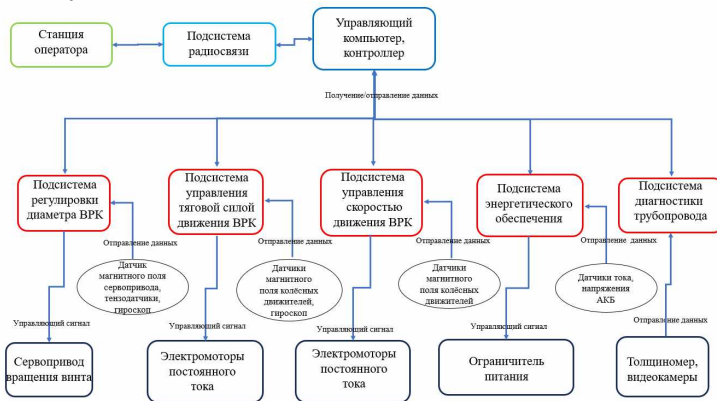 Станция
оператора
Подсистема
радиосвязи
Управляющий
компьютер,
контроллер
Получение/отправление данных
Подсистема
регулировки
диаметра ВРК
Подсистема
управления
тяговой силой
движения ВРК
Подсистема
управления
скоростью
движения ВРК
Подсистема
энергетического
обеспечения
Подсистема
диагностики
трубопровода
Отправление данных
Отправление данных
Отправление данных
Отправление данных
Датчик
магнитного поля
сервопривода,
тензодатчики,
гироскоп
Датчики
магнитного
поля колёсных
движителей,
гироскоп
Датчики
магнитного
поля колёсных
движителей
Датчики тока,
напряжения
АКБ
Управляющий сигнал
Управляющий сигнал
Управляющий сигнал
Управляющий сигнал
Отправление данных
Сервопривод
вращения винта
Электромоторы
постоянного
тока
Электромоторы
постоянного
тока
Ограничитель
питания
Толщиномер,
видеокамеры